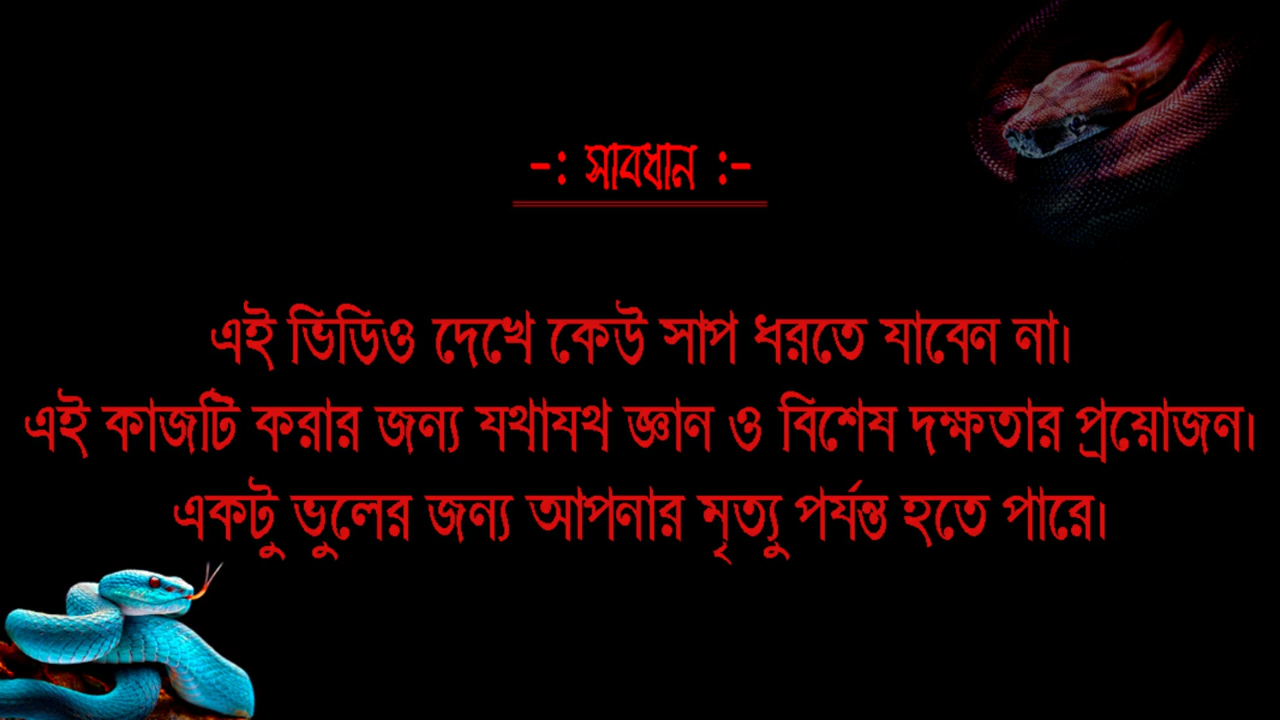 -: সাবধান :-
এই ভিডিও দেখে কেউ সাপ ধরতে যাবেন না।
এই কাজটি করার জন্য যথাযথ জ্ঞান ও বিশেষ দক্ষতার প্রয়োজন।
একটু ভুলের জন্য আপনার মৃত্যু পর্যন্ত হতে পারে।